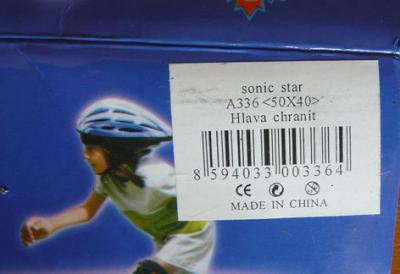 sonic star
A336<50X40>
Hlava chranit
8 594033 003364
CE
MADE IN CHINA